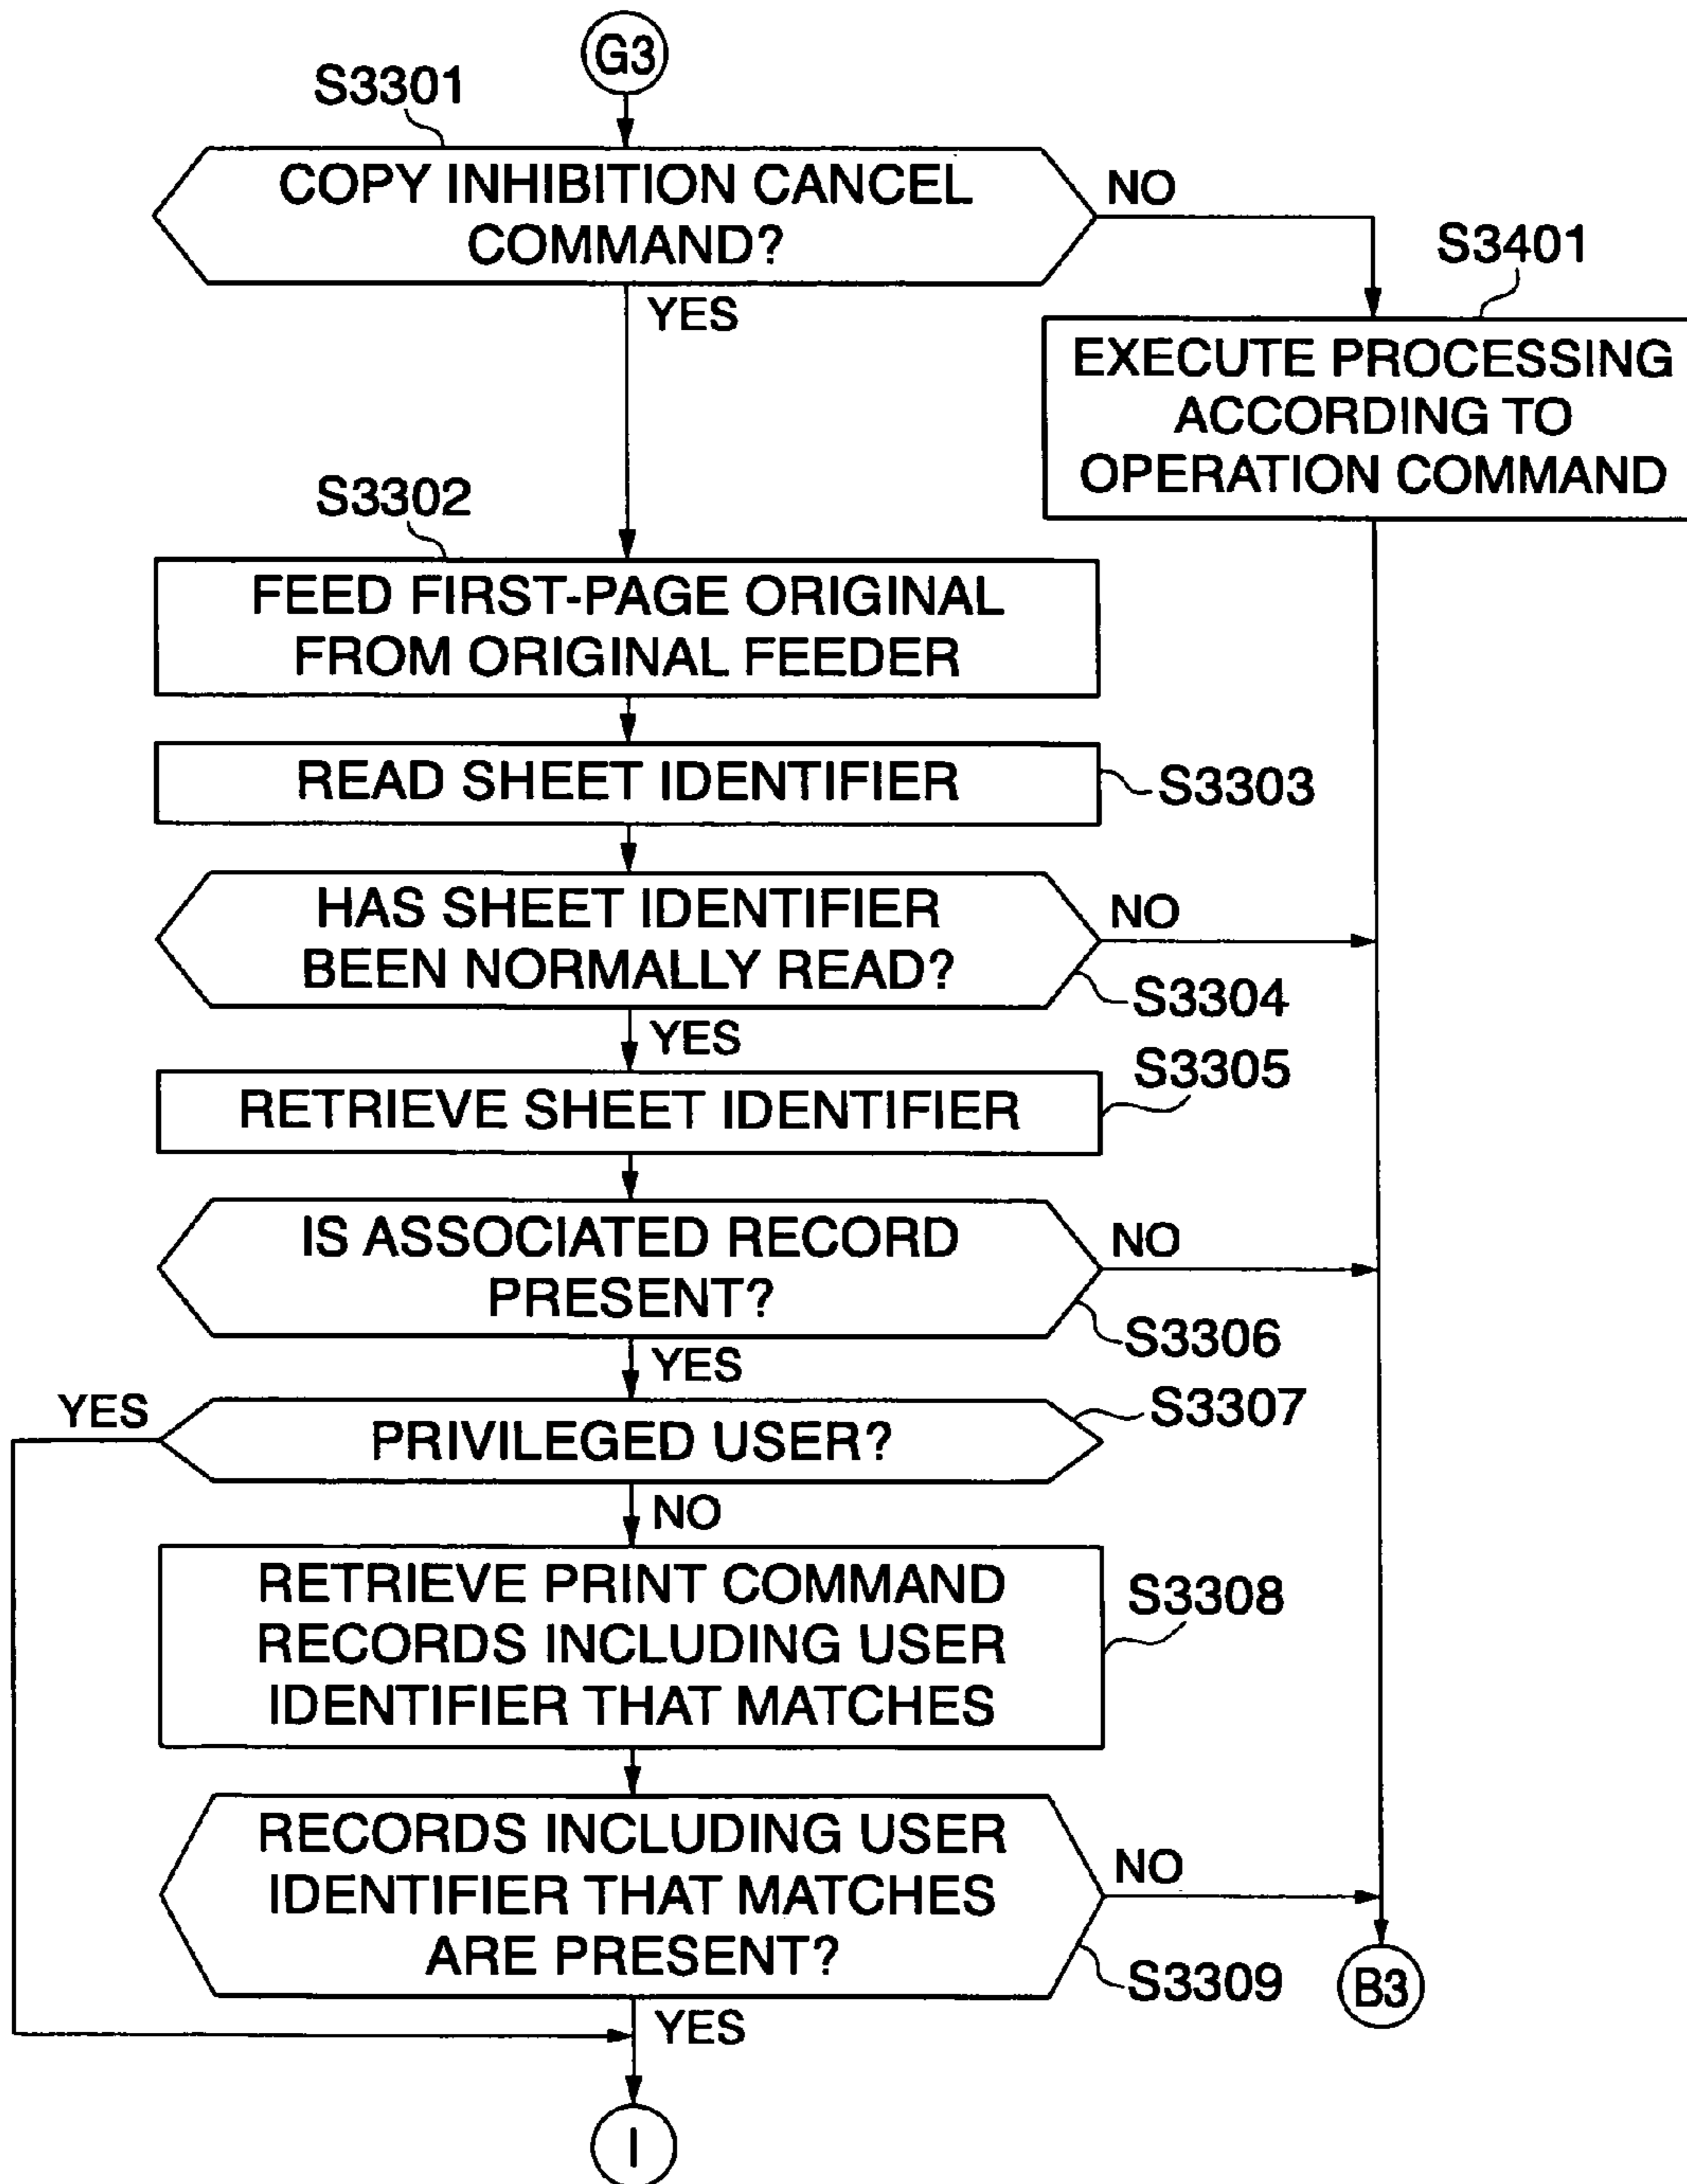 G3
S3301
COPY INHIBITION CANCEL
COMMAND?
NO
YES
S3401
EXECUTE PROCESSING
ACCORDING TO
OPERATION COMMAND
S3302
FEED FIRST-PAGE ORIGINAL
FROM ORIGINAL FEEDER
READ SHEET IDENTIFIER
S3303
HAS SHEET IDENTIFIER
BEEN NORMALLY READ?
NO
S3304
YES
S3305
RETRIEVE SHEET IDENTIFIER
IS ASSOCIATED RECORD
PRESENT?
NO
S3306
YES
YES
S3307
PRIVILEGED USER?
NO
RETRIEVE PRINT COMMAND
RECORDS INCLUDING USER
IDENTIFIER THAT MATCHES
S3308
RECORDS INCLUDING USER
IDENTIFIER THAT MATCHES
ARE PRESENT?
NO
S3309
B3
YES
I